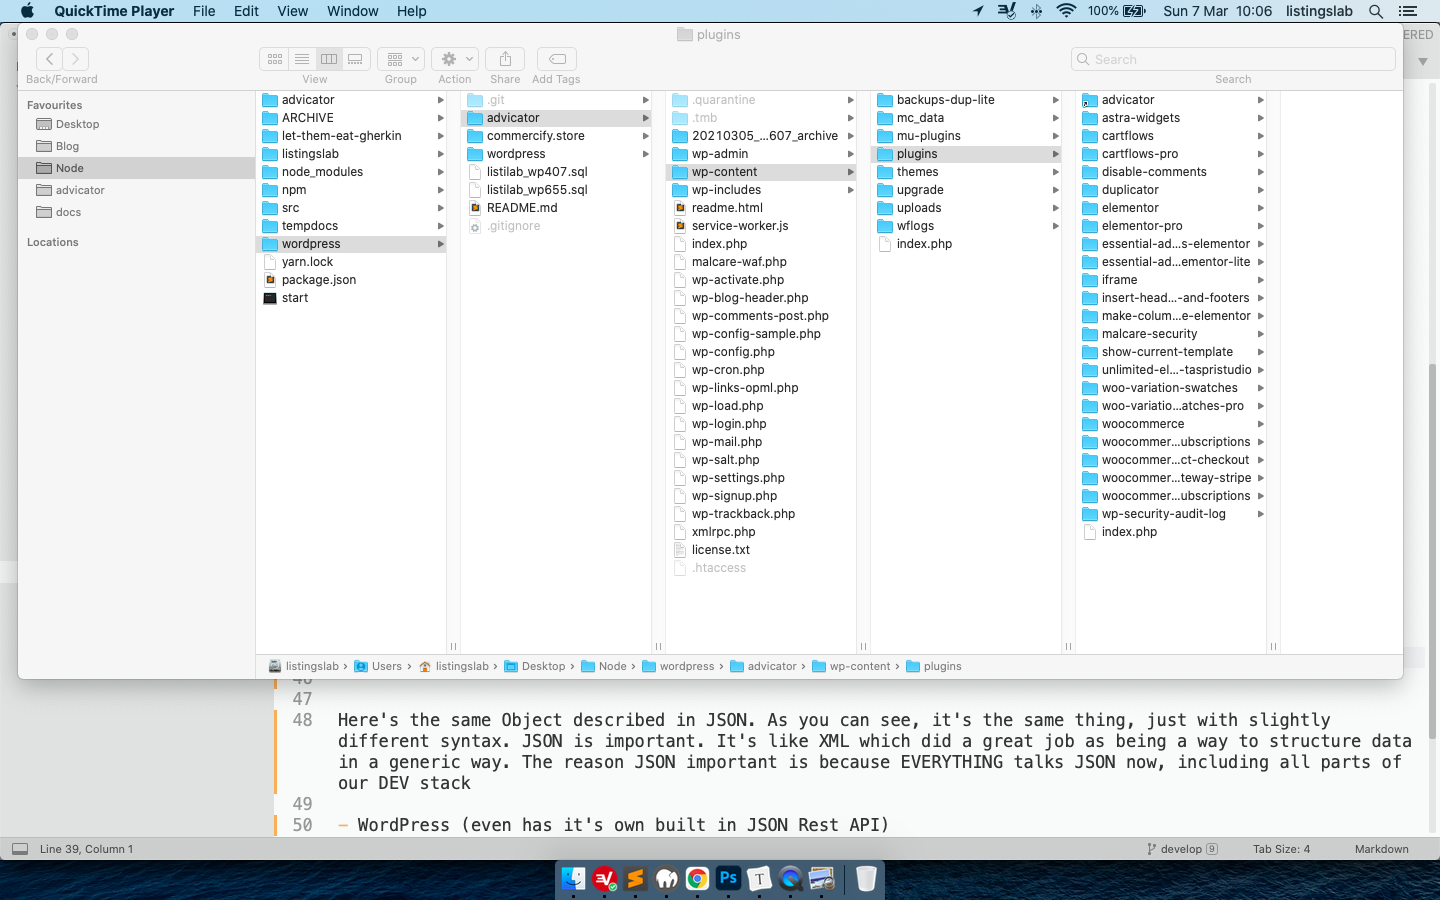 QuickTime Player File Edit View Window Help 100% Sun 7 Mar 10:06 listingslab
plugins
ERED
Search
Back/Forward View Group Action Share Add Tags Search
Favourites
Desktop
Blog
Node
advicator
docs
Locations
advicator
ARCHIVE
let-them-eat-gherkin
listingslab
node_modules
npm
src
tempdocs
wordpress
yarn.lock
package.json
start
.git
advicator
commercify.store
wordpress
listilab_wp407.sql
listilab_wp655.sql
README.md
.gitignore
.quarantine
.tmb
20210305_...607_archive
wp-admin
wp-content
wp-includes
readme.html
service-worker.js
index.php
malcare-waf.php
wp-activate.php
wp-blog-header.php
wp-comments-post.php
wp-config-sample.php
wp-config.php
wp-cron.php
wp-links-opml.php
wp-load.php
wp-login.php
wp-mail.php
wp-salt.php
wp-settings.php
wp-signup.php
wp-trackback.php
xmlrpc.php
license.txt
.htaccess
backups-dup-lite
mc_data
mu-plugins
plugins
themes
upgrade
uploads
wflogs
index.php
advicator
astra-widgets
cartflows
cartflows-pro
disable-comments
duplicator
elementor
elementor-pro
essential-ad...s-elementor
essential-ad...ementor-lite
iframe
insert-head...-and-footers
make-colum...e-elementor
malcare-security
show-current-template
unlimited-el...-taspristudio
woo-variation-swatches
woo-variatio...atches-pro
woocommerce
woocommer...ubscriptions
woocommer...ct-checkout
woocommer...teway-stripe
woocommer...ubscriptions
wp-security-audit-log
index.php
listingslab › Users › listingslab › Desktop › Node › wordpress › advicator › wp-content › plugins
46
47
48 Here's the same Object described in JSON. As you can see, it's the same thing, just with slightly
different syntax. JSON is important. It's like XML which did a great job as being a way to structure data
in a generic way. The reason JSON important is because EVERYTHING talks JSON now, including all parts of
our DEV stack
49
50 - WordPress (even has it's own built in JSON Rest API)
Line 39, Column 1 develop 9 Tab Size: 4 Markdown
Ps T